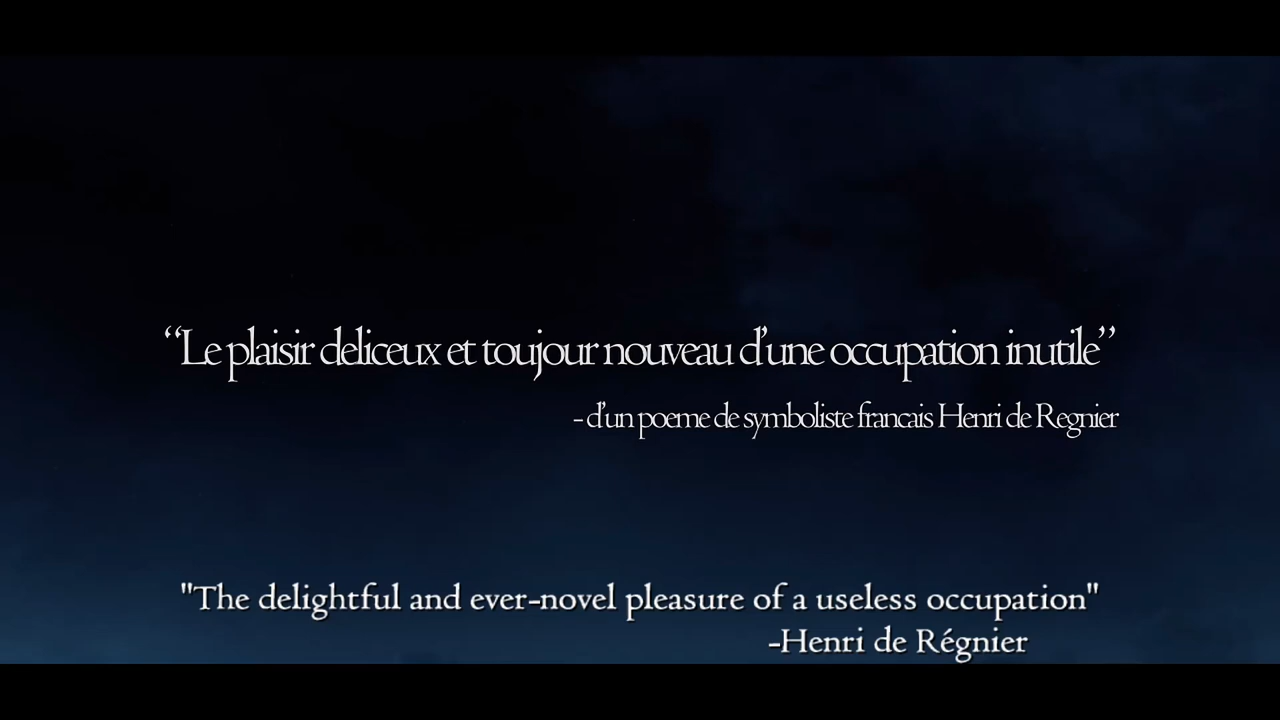 “Le plaisir deliceux et toujour nouveau d’une occupation inutile”
- d’un poeme de symboliste francais Henri de Regnier
"The delightful and ever-novel pleasure of a useless occupation"
-Henri de Régnier